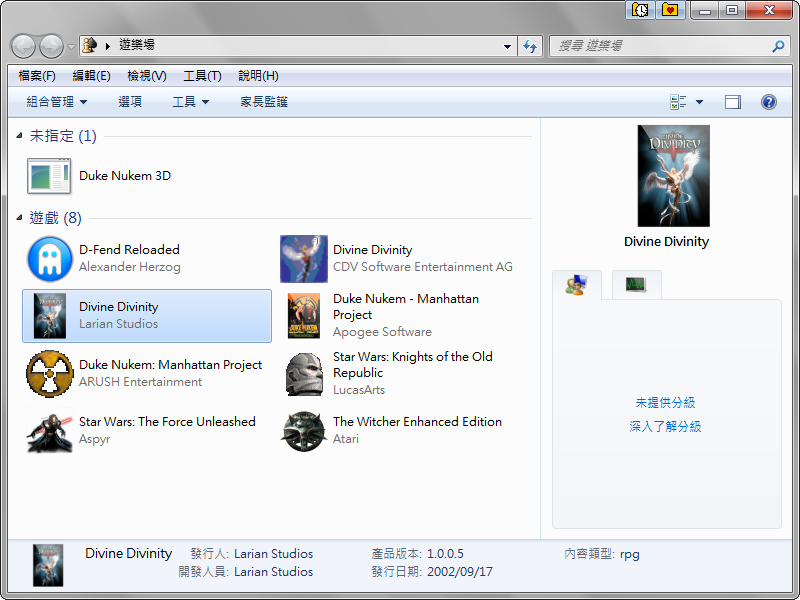 遊樂場
搜尋 遊樂場
檔案(F) 編輯(E) 檢視(V) 工具(T) 說明(H)
組合管理 選項 工具 家長監護
未指定 (1)
Duke Nukem 3D
遊戲 (8)
D-Fend Reloaded
Alexander Herzog
Divine Divinity
CDV Software Entertainment AG
Divine Divinity
Larian Studios
Duke Nukem - Manhattan
Project
Apogee Software
Duke Nukem: Manhattan Project
ARUSH Entertainment
Star Wars: Knights of the Old
Republic
LucasArts
Star Wars: The Force Unleashed
Aspyr
The Witcher Enhanced Edition
Atari
DIVINE
DIVINITY
Divine Divinity
未提供分級
深入了解分級
Divine Divinity 發行人: Larian Studios 產品版本: 1.0.0.5 內容類型: rpg
開發人員: Larian Studios 發行日期: 2002/09/17